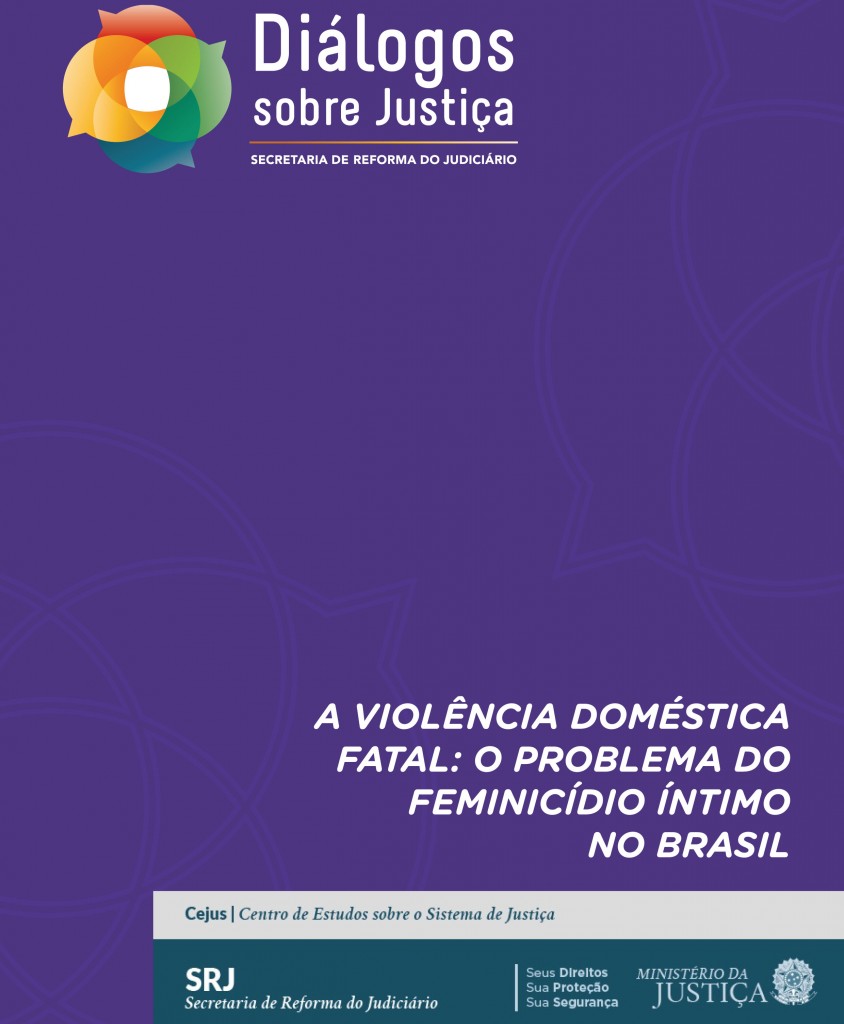 Diálogos
sobre Justiça
SECRETARIA DE REFORMA DO JUDICIÁRIO
A VIOLÊNCIA DOMÉSTICA
FATAL: O PROBLEMA DO
FEMINICÍDIO ÍNTIMO
NO BRASIL
Cejus | Centro de Estudos sobre o Sistema de Justiça
SRJ
Secretaria de Reforma do Judiciário
Seus Direitos
Sua Proteção
Sua Segurança
MINISTÉRIO DA
JUSTIÇA